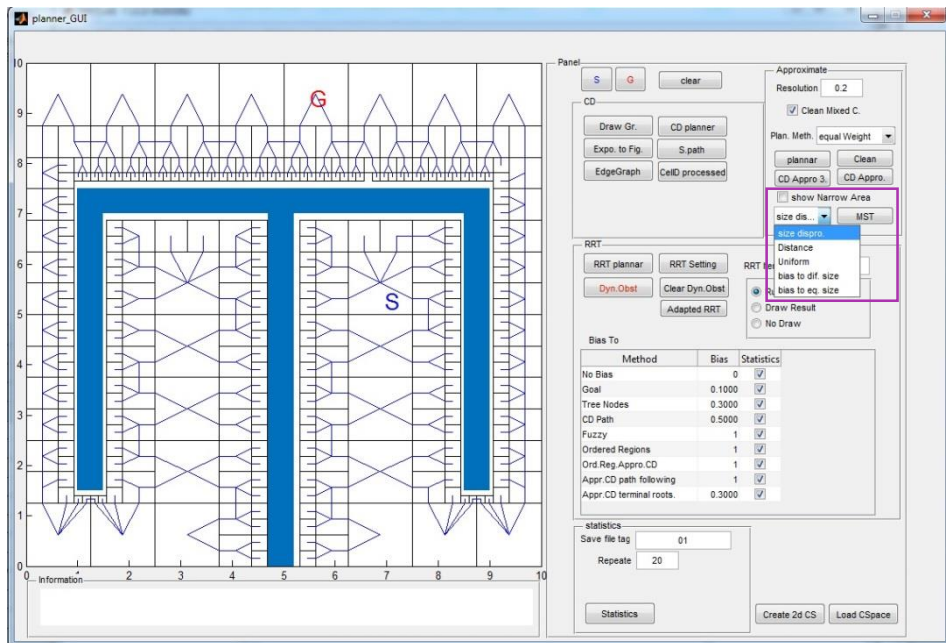 planner_GUI
10
9
8
7
6
5
4
3
2
1
0
1
2
3
4
5
6
7
8
9
10
G
S
Information
Panel
S
G
clear
CD
Draw Gr.
CD planner
Expo. to Fig.
S.path
EdgeGraph
CellD processed
Approximate
Resolution 0.2
Clean Mixed C.
Plan. Meth. equal Weight
plannar
Clean
CD Appro 3.
CD Appro.
show Narrow Area
size dis...
MST
size dispro.
Distance
Uniform
bias to dif. size
bias to eq. size
RRT
RRT plannar
RRT Setting
Dyn.Obst
Clear Dyn.Obst
Adapted RRT
RRT
Draw Result
No Draw
Bias To
Method Bias Statistics
No Bias 0
Goal 0.1000
Tree Nodes 0.3000
CD Path 0.5000
Fuzzy 1
Ordered Regions 1
Ord.Reg.Appro.CD 1
Appr.CD path following 1
Appr.CD terminal roots. 0.3000
statistics
Save file tag 01
Repeate 20
Statistics
Create 2d CS
Load CSpace